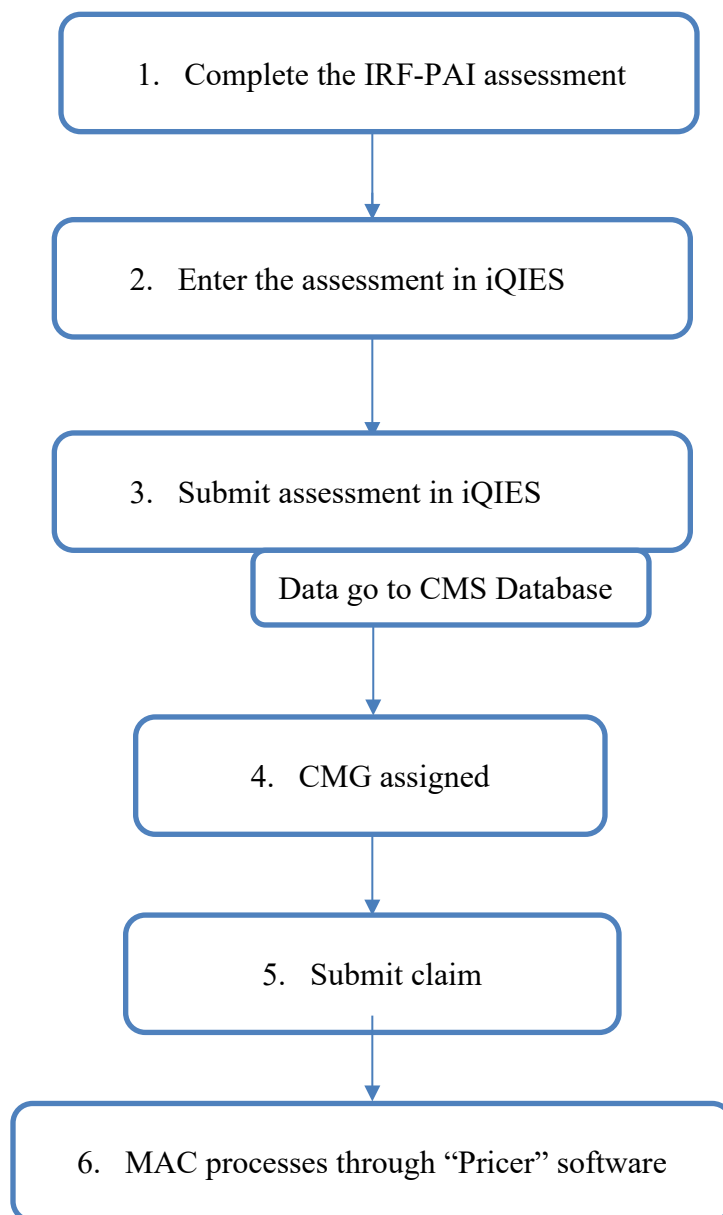 1. Complete the IRF-PAI assessment
2. Enter the assessment in iQIES
3. Submit assessment in iQIES
Data go to CMS Database
4. CMG assigned
5. Submit claim
6. MAC processes through “Pricer” software